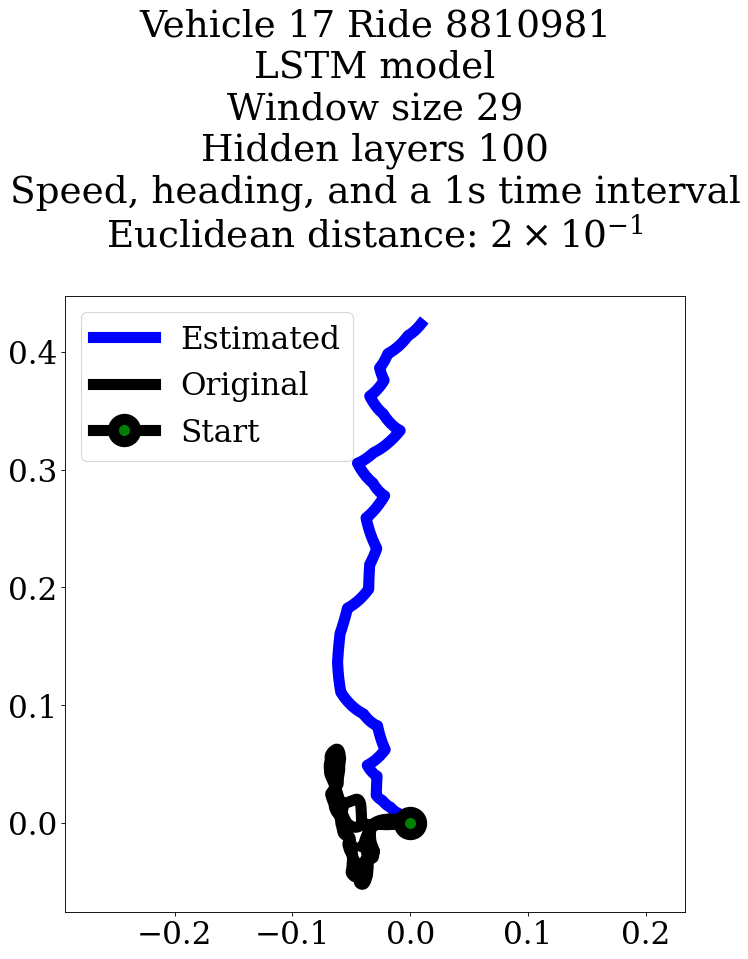 Vehicle 17 Ride 8810981
LSTM model
Window size 29
Hidden layers 100
Speed, heading, and a 1s time interval
Euclidean distance: 2 × 10⁻¹
Estimated
Original
Start
0.4
0.3
0.2
0.1
0.0
−0.2
−0.1
0.0
0.1
0.2